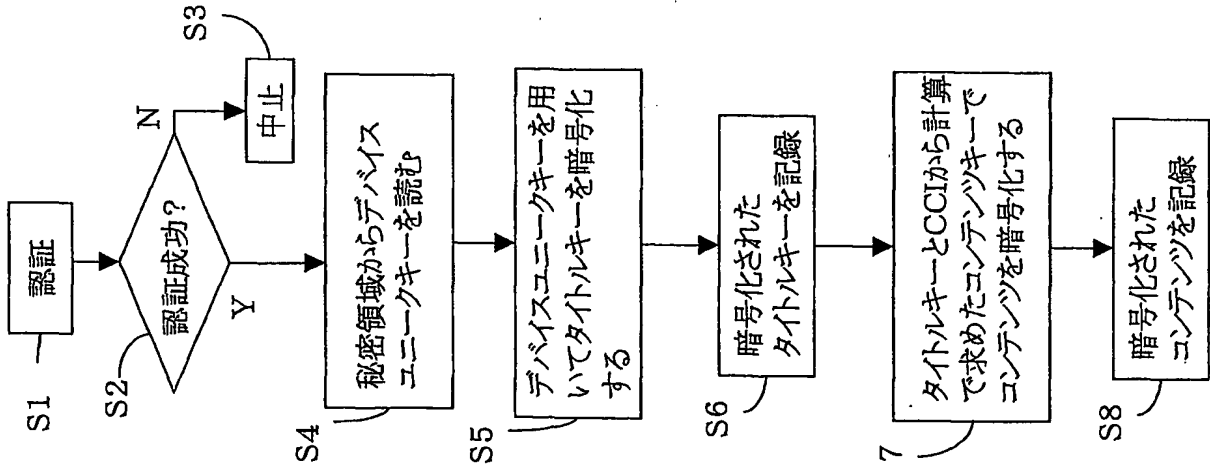 S1
認証
S2
認証成功?
N
S3
中止
Y
S4
秘密領域からデバイス
ユニークキーを読む
S5
デバイスユニークキーを用
いてタイトルキーを暗号化
する
S6
暗号化された
タイトルキーを記録
7
タイトルキーとCCIから計算
で求めたコンテンツキーで
コンテンツを暗号化する
S8
暗号化された
コンテンツを記録